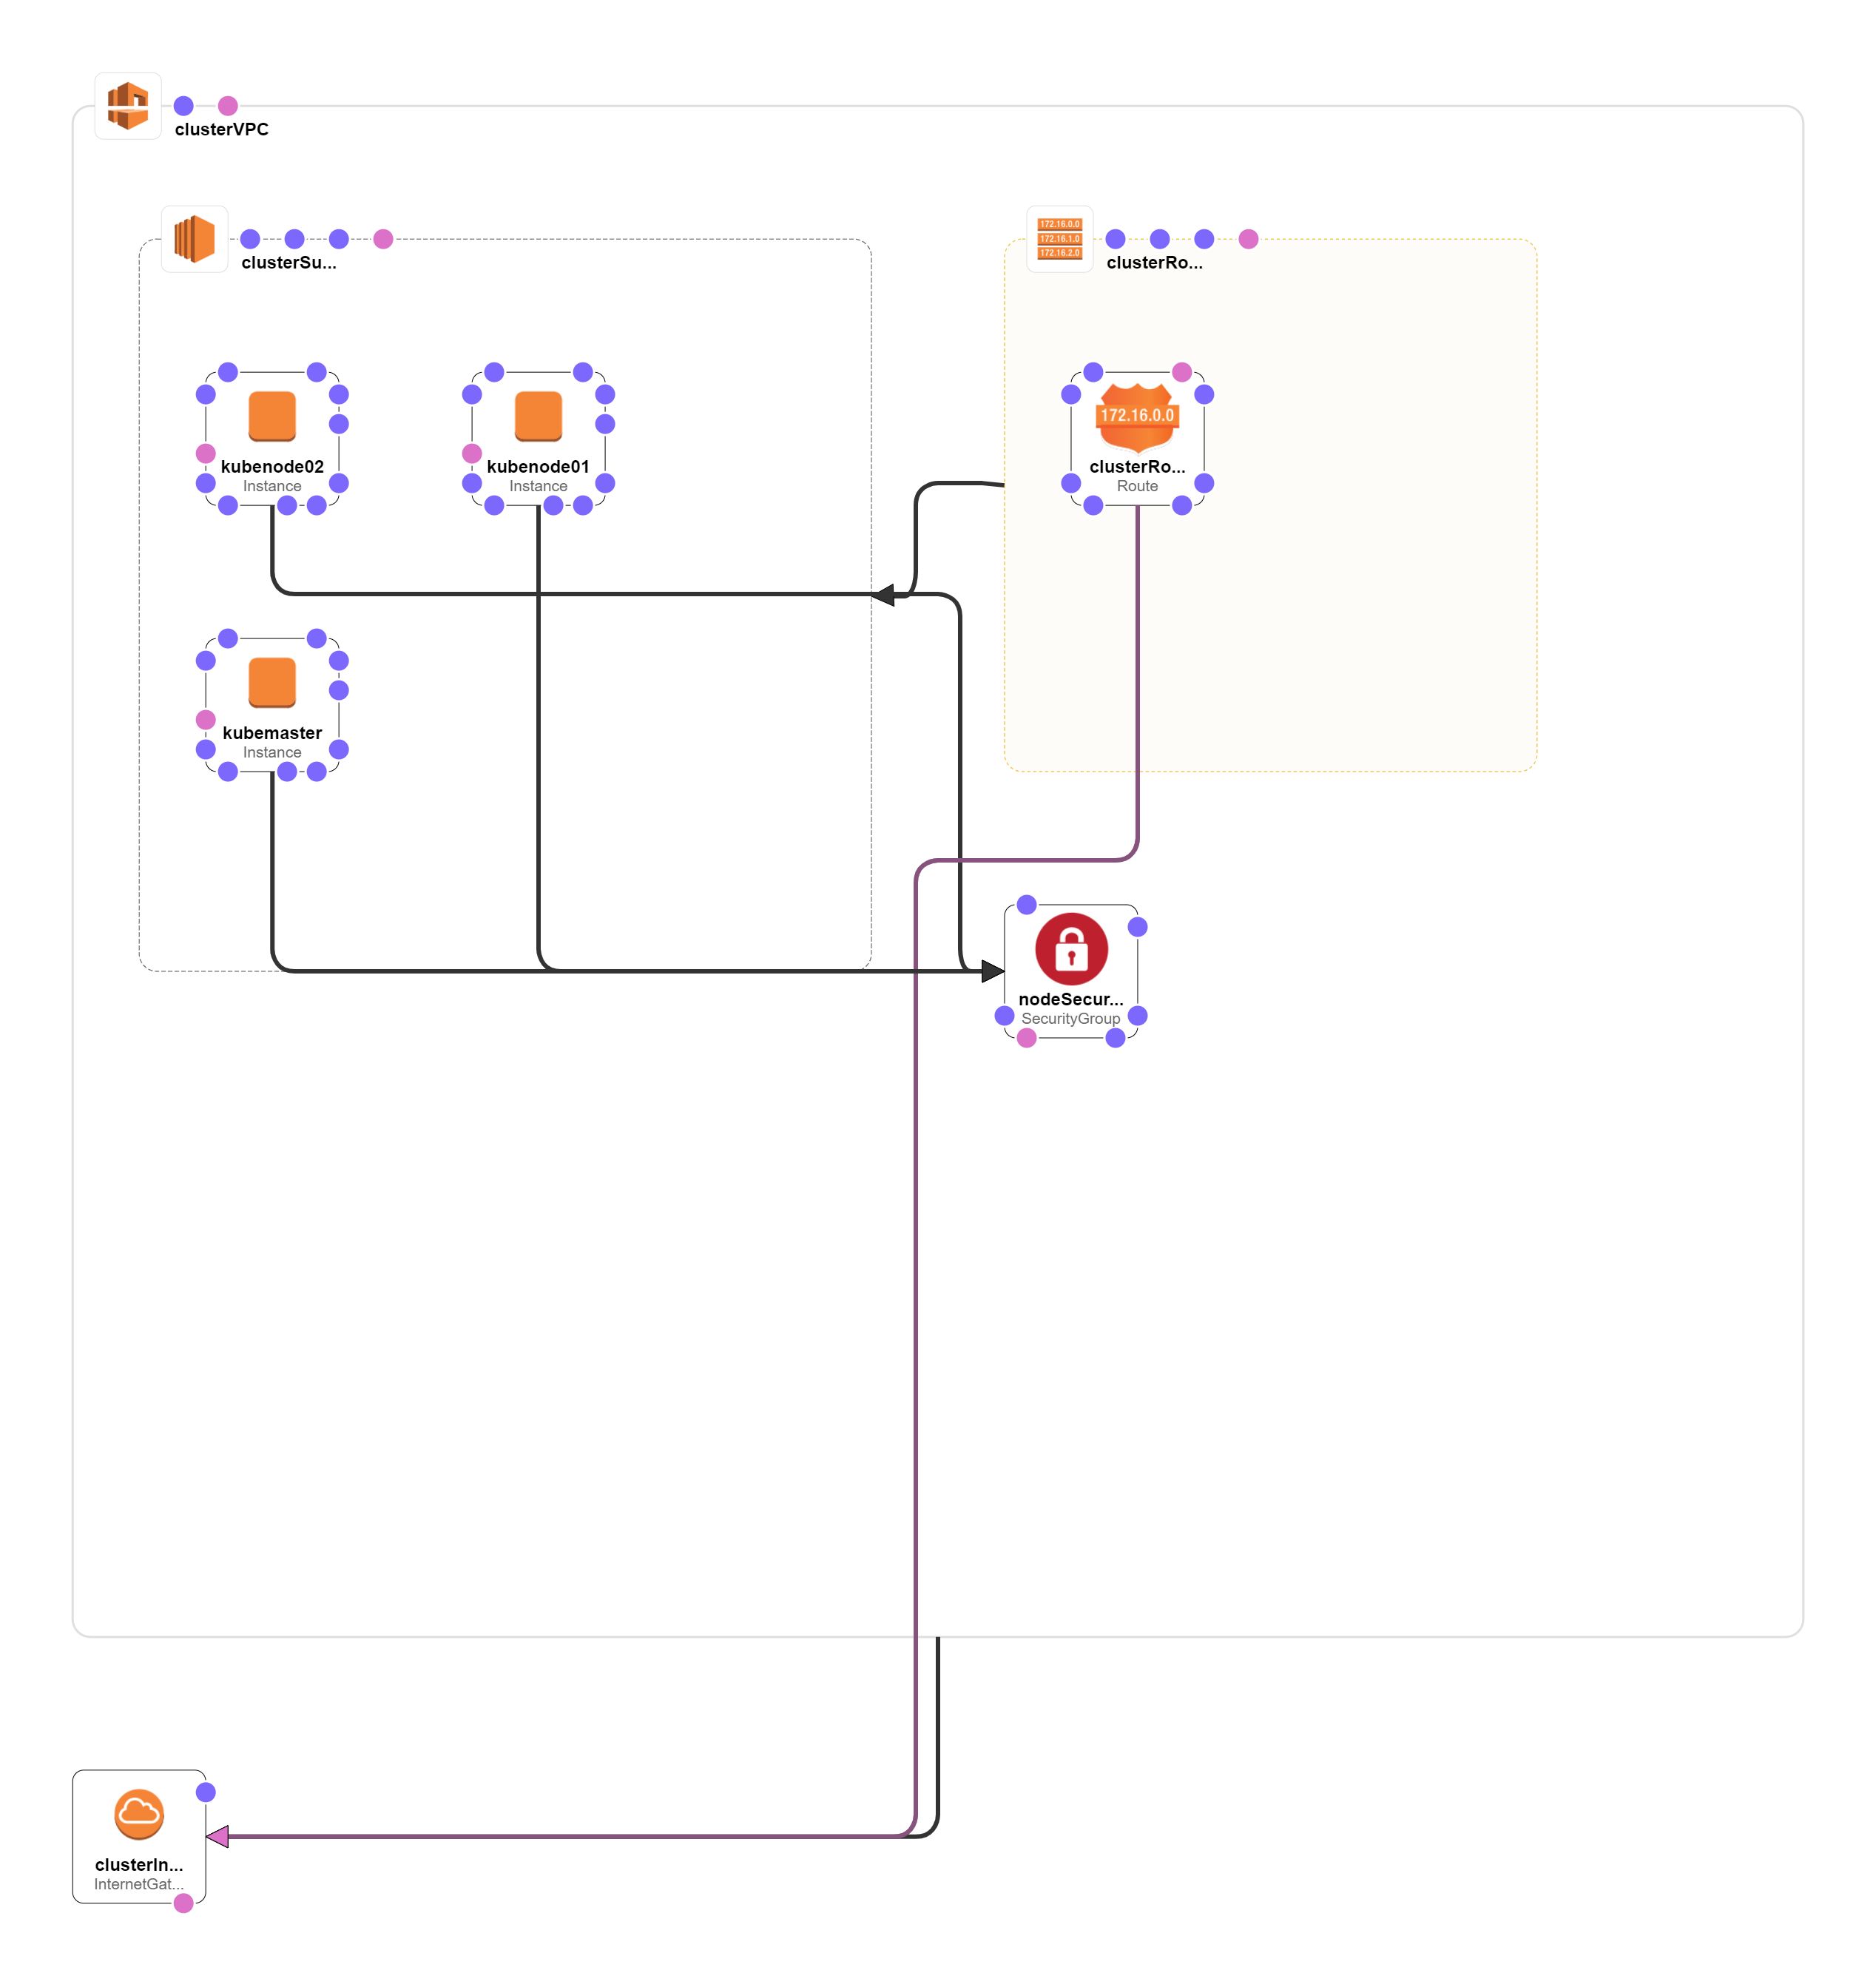 clusterVPC
clusterSu...
172.16.0.0
172.16.1.0
172.16.2.0
clusterRo...
kubenode02
Instance
kubenode01
Instance
172.16.0.0
clusterRo...
Route
kubemaster
Instance
nodeSecur...
SecurityGroup
clusterIn...
InternetGat...